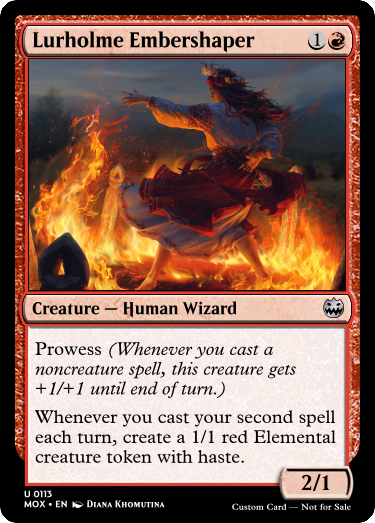 Lurholme Embershaper 1
Creature — Human Wizard
Prowess (Whenever you cast a
noncreature spell, this creature gets
+1/+1 until end of turn.)
Whenever you cast your second spell
each turn, create a 1/1 red Elemental
creature token with haste.
2/1
U 0113
MOX • EN Diana Khomutina
Custom Card — Not for Sale